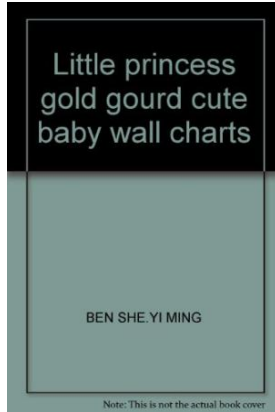 Little princess
gold gourd cute
baby wall charts
BEN SHE.YI MING
Note: This is not the actual book cover